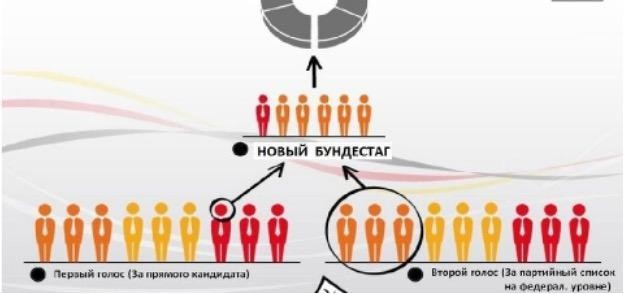 НОВЫЙ БУНДЕСТАГ
Первый голос (За прямого кандидата)
Второй голос (За партийный список
на федерал. уровне)